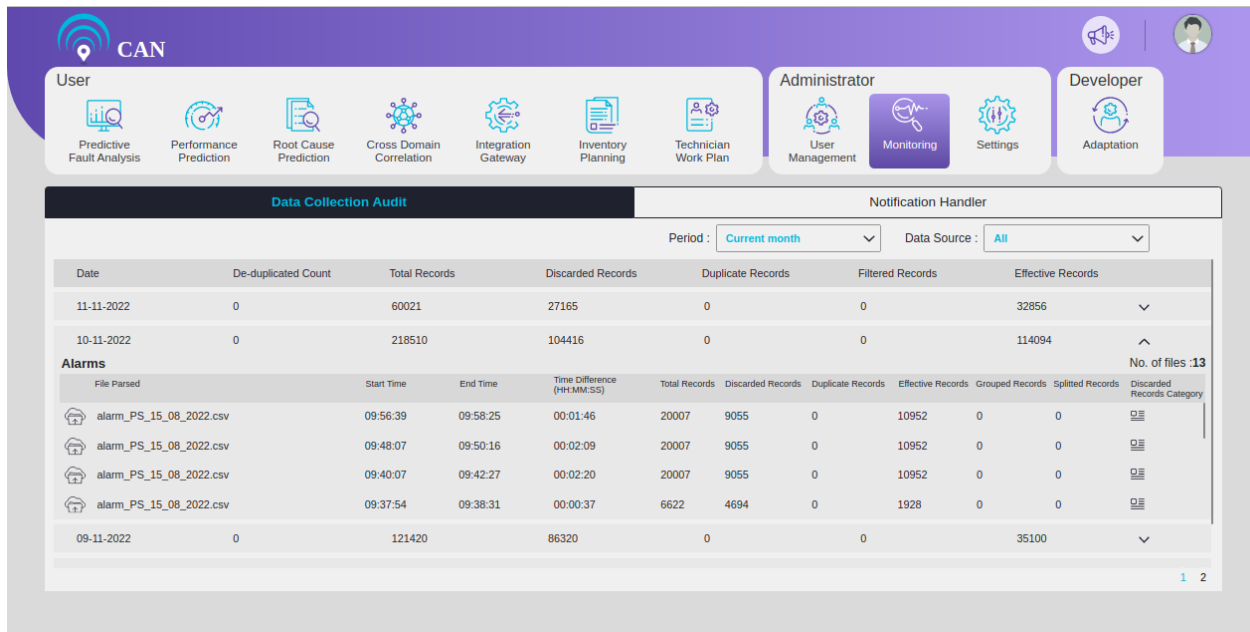 CAN
User
Administrator
Developer
Predictive
Fault Analysis
Performance
Prediction
Root Cause
Prediction
Cross Domain
Correlation
Integration
Gateway
Inventory
Planning
Technician
Work Plan
User
Management
Monitoring
Settings
Adaptation
Data Collection Audit
Notification Handler
Period : Current month Data Source : All
Date De-duplicated Count Total Records Discarded Records Duplicate Records Filtered Records Effective Records
11-11-2022 0 60021 27165 0 0 32856
10-11-2022 0 218510 104416 0 0 114094
Alarms No. of files :13
File Parsed Start Time End Time Time Difference (HH:MM:SS) Total Records Discarded Records Duplicate Records Effective Records Grouped Records Splitted Records Discarded Records Category
alarm_PS_15_08_2022.csv 09:56:39 09:58:25 00:01:46 20007 9055 0 10952 0 0
alarm_PS_15_08_2022.csv 09:48:07 09:50:16 00:02:09 20007 9055 0 10952 0 0
alarm_PS_15_08_2022.csv 09:40:07 09:42:27 00:02:20 20007 9055 0 10952 0 0
alarm_PS_15_08_2022.csv 09:37:54 09:38:31 00:00:37 6622 4694 0 1928 0 0
09-11-2022 0 121420 86320 0 0 35100
1 2